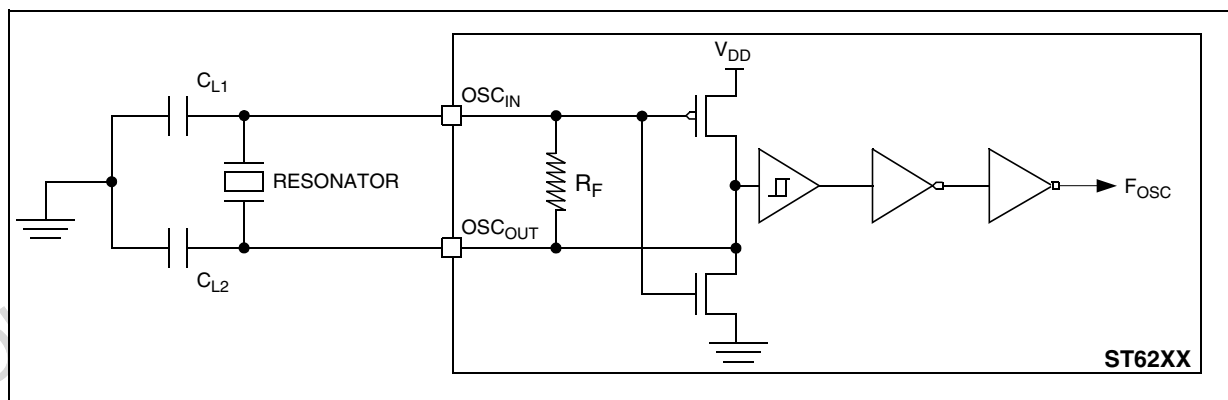 V_DD
C_L1
OSC_IN
RESONATOR
R_F
F_OSC
OSC_OUT
C_L2
ST62XX